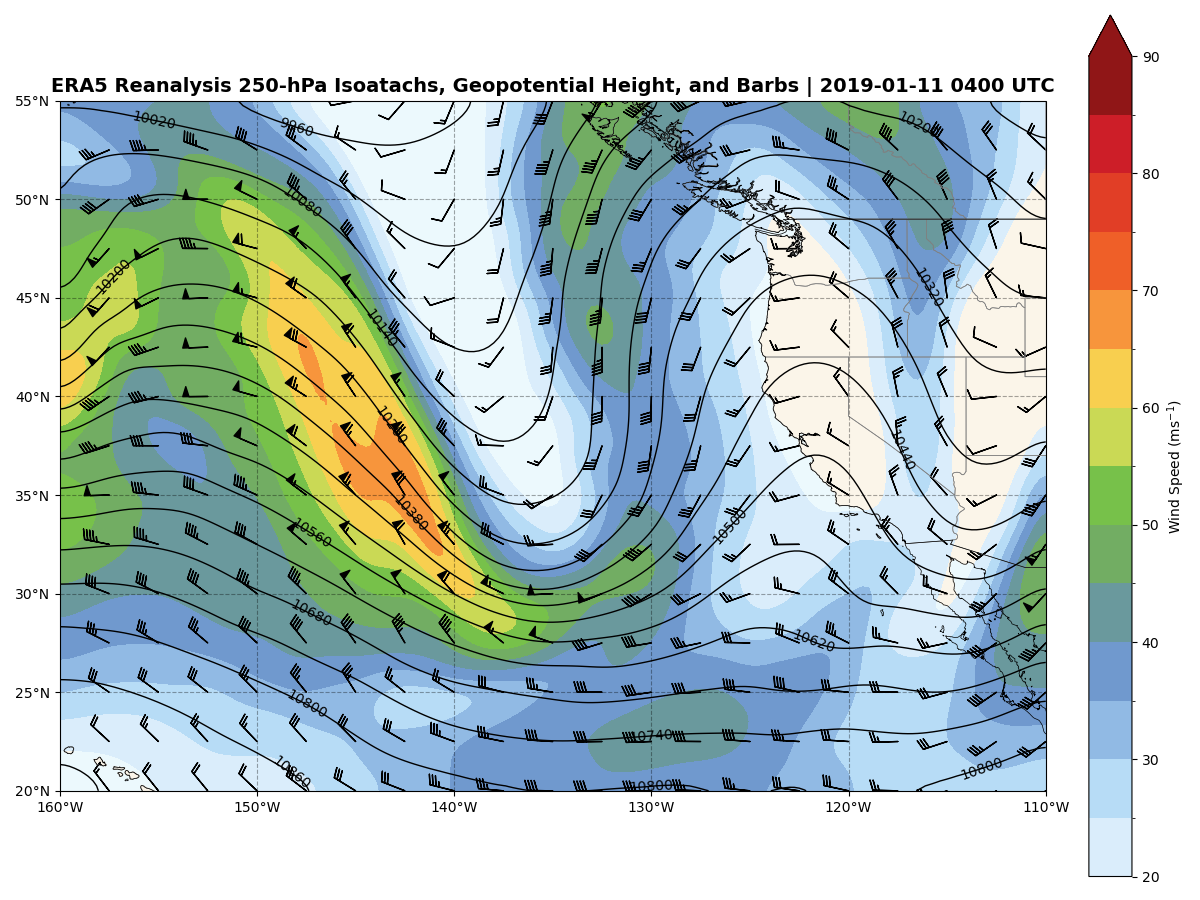 ERA5 Reanalysis 250-hPa Isoatachs, Geopotential Height, and Barbs | 2019-01-11 0400 UTC
55°N
50°N
45°N
40°N
35°N
30°N
25°N
20°N
160°W
150°W
140°W
130°W
120°W
110°W
10020
9960
10200
10080
10200
10140
10320
10260
10440
10380
10500
10560
10680
10620
10800
10740
10860
10800
10800
90
80
70
60
50
40
30
20
Wind Speed (ms⁻¹)